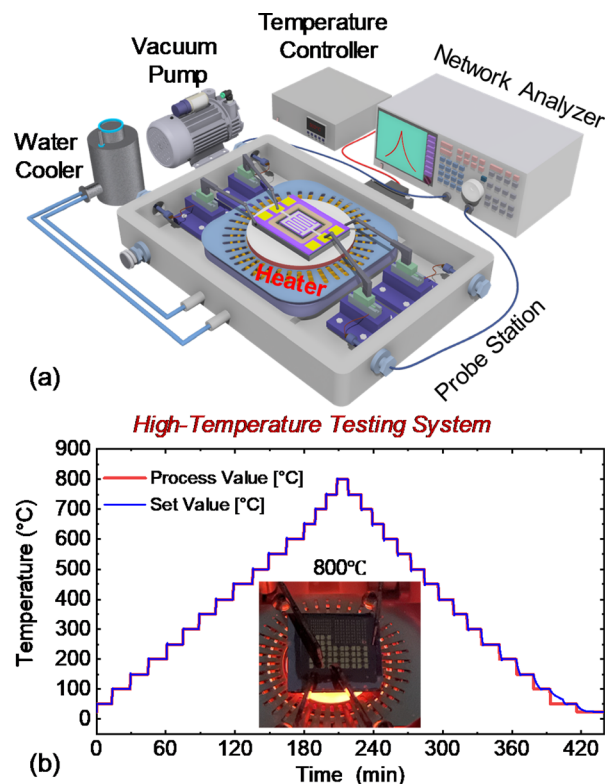 Temperature
Controller
Vacuum
Pump
Network Analyzer
Water
Cooler
Heater
Probe Station
(a)
High-Temperature Testing System
900
800
700
600
500
400
300
200
100
0
Temperature (°C)
Process Value [°C]
Set Value [°C]
800℃
0
60
120
180
240
300
360
420
Time (min)
(b)